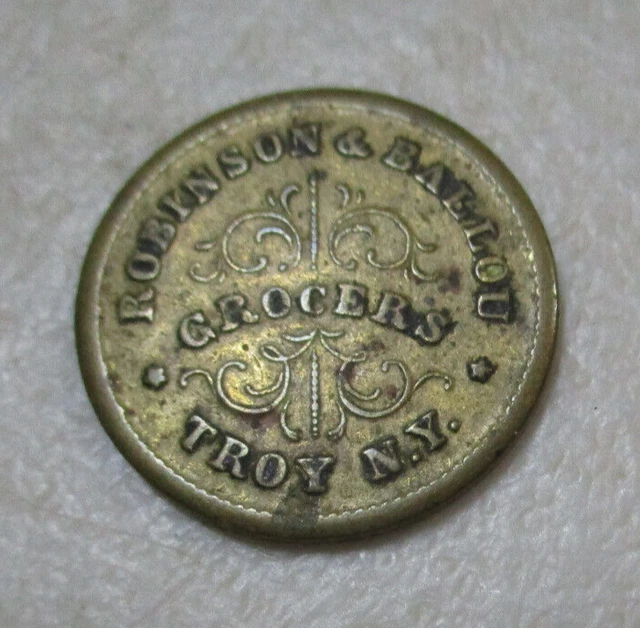 ROBINSON & BALLOU
GROCERS
TROY N.Y.